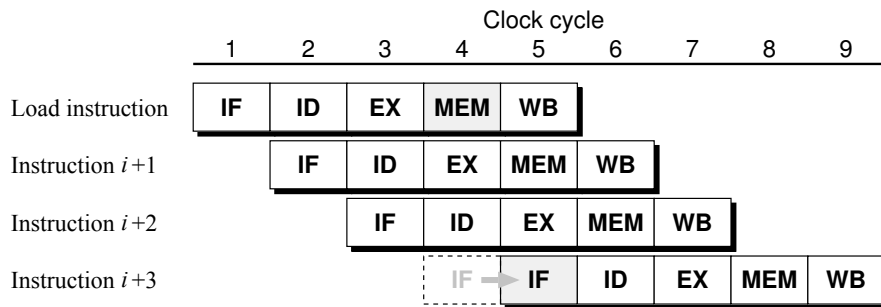 Clock cycle
1 2 3 4 5 6 7 8 9
Load instruction IF ID EX MEM WB
Instruction i+1 IF ID EX MEM WB
Instruction i+2 IF ID EX MEM WB
Instruction i+3 IF IF ID EX MEM WB